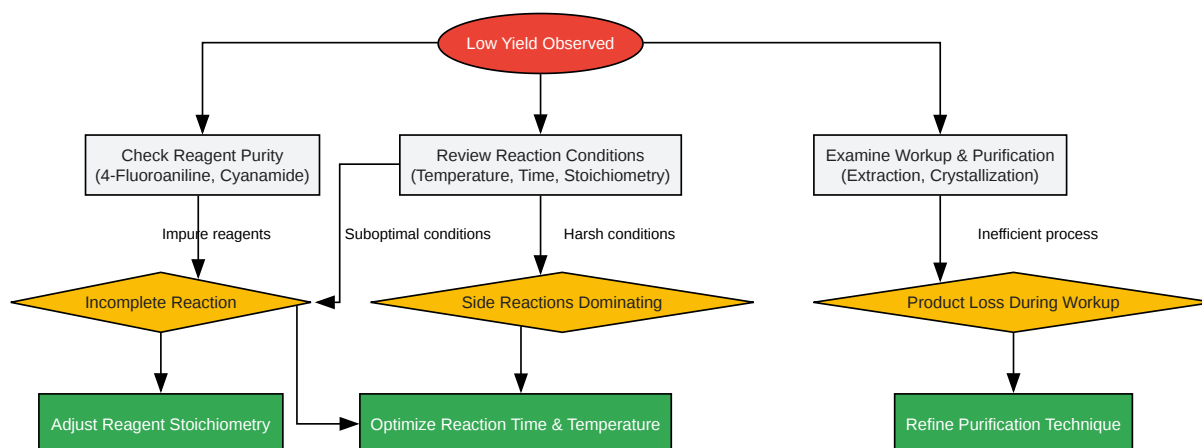 Low Yield Observed
Check Reagent Purity
(4-Fluoroaniline, Cyanamide)
Review Reaction Conditions
(Temperature, Time, Stoichiometry)
Examine Workup & Purification
(Extraction, Crystallization)
Impure reagents
Suboptimal conditions
Harsh conditions
Inefficient process
Incomplete Reaction
Side Reactions Dominating
Product Loss During Workup
Adjust Reagent Stoichiometry
Optimize Reaction Time & Temperature
Refine Purification Technique